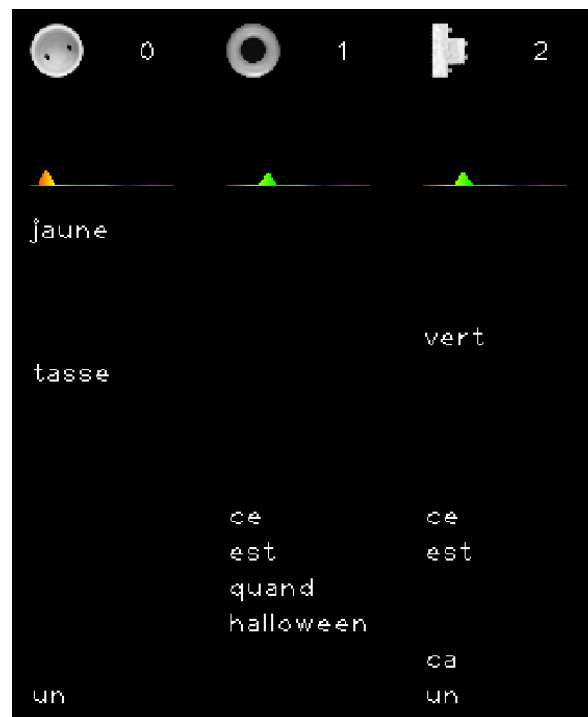 0 1 2
jaune
vert
tasse
ce ce
est est
quand
halloween
ca
un un